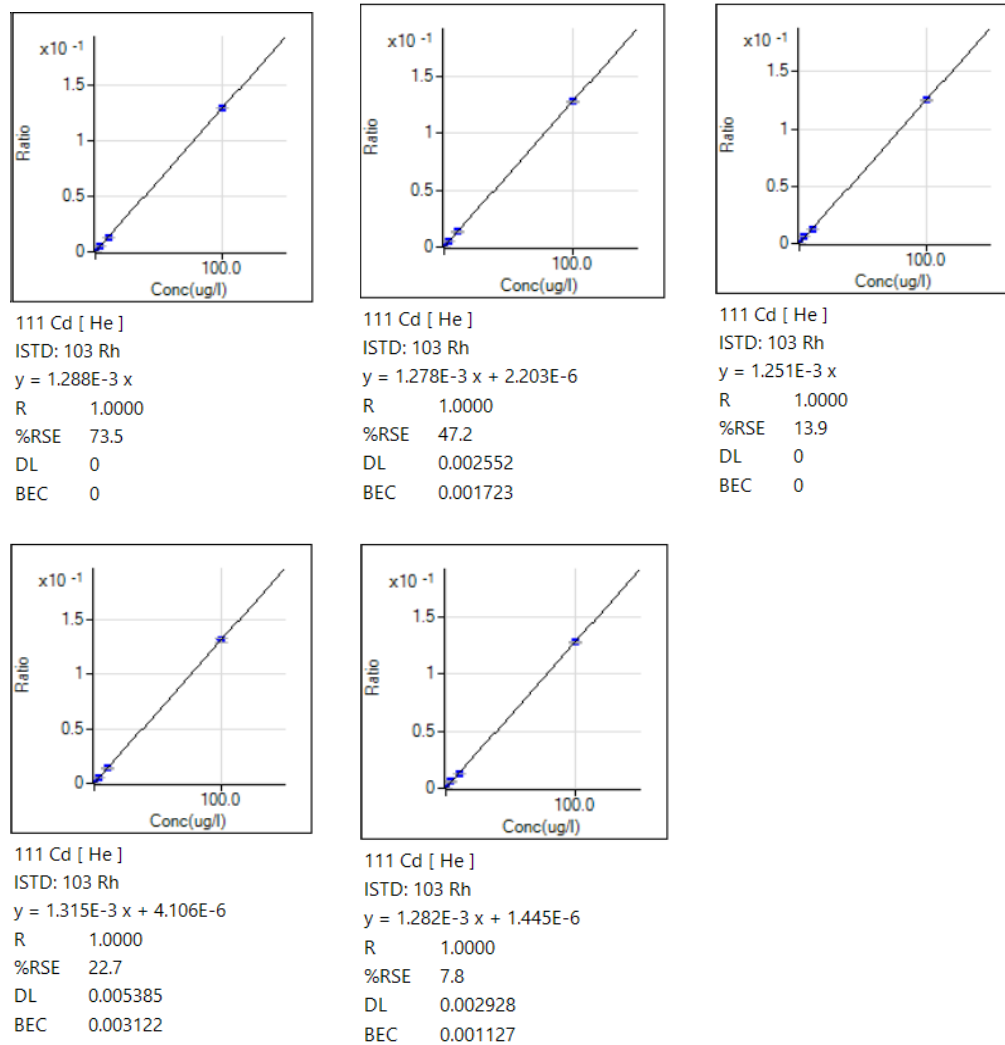 x10 -1
1.5
1
0.5
0
Ratio
100.0
Conc(ug/l)
111 Cd [ He ]
ISTD: 103 Rh
y = 1.288E-3 x
R 1.0000
%RSE 73.5
DL 0
BEC 0
x10 -1
1.5
1
0.5
0
Ratio
100.0
Conc(ug/l)
111 Cd [ He ]
ISTD: 103 Rh
y = 1.278E-3 x + 2.203E-6
R 1.0000
%RSE 47.2
DL 0.002552
BEC 0.001723
x10 -1
1.5
1
0.5
0
Ratio
100.0
Conc(ug/l)
111 Cd [ He ]
ISTD: 103 Rh
y = 1.251E-3 x
R 1.0000
%RSE 13.9
DL 0
BEC 0
x10 -1
1.5
1
0.5
0
Ratio
100.0
Conc(ug/l)
111 Cd [ He ]
ISTD: 103 Rh
y = 1.315E-3 x + 4.106E-6
R 1.0000
%RSE 22.7
DL 0.005385
BEC 0.003122
x10 -1
1.5
1
0.5
0
Ratio
100.0
Conc(ug/l)
111 Cd [ He ]
ISTD: 103 Rh
y = 1.282E-3 x + 1.445E-6
R 1.0000
%RSE 7.8
DL 0.002928
BEC 0.001127